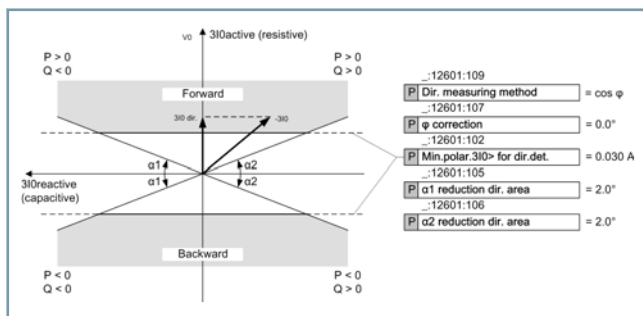 V0
3I0active (resistive)
P > 0
Q < 0
P > 0
Q > 0
Forward
3I0 dir.
-3I0
α1
α2
α1
α2
3I0reactive
(capacitive)
Backward
P < 0
Q < 0
P < 0
Q > 0
_:12601:109
P Dir. measuring method = cos φ
_:12601:107
P φ correction = 0.0°
_:12601:102
P Min.polar.3I0> for dir.det. = 0.030 A
_:12601:105
P α1 reduction dir. area = 2.0°
_:12601:106
P α2 reduction dir. area = 2.0°